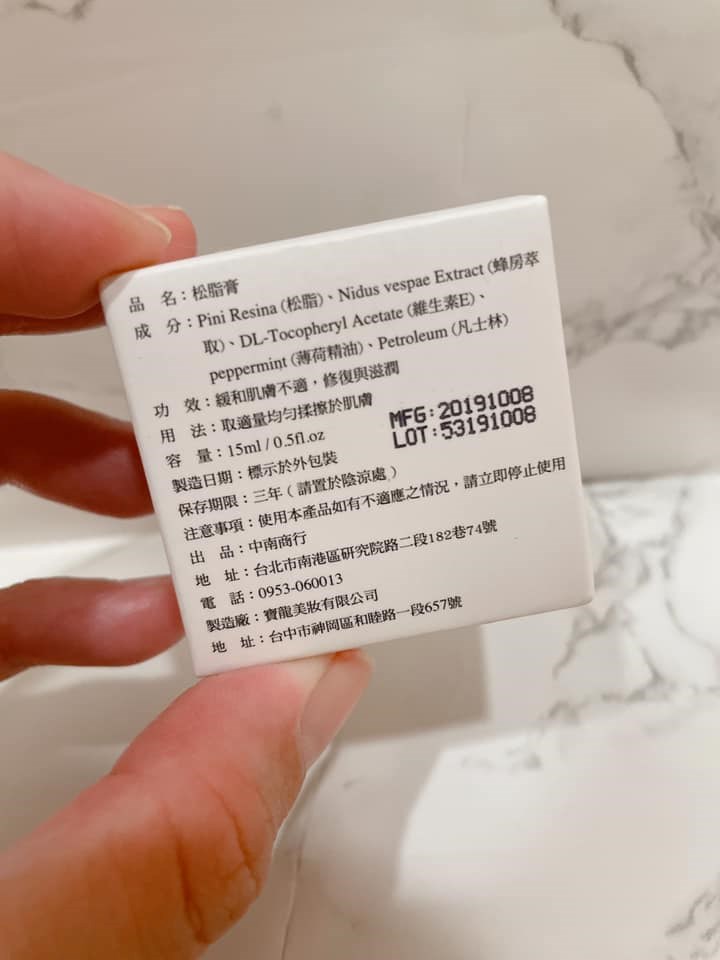 品　名：松脂膏
成　分：Pini Resina (松脂)、Nidus vespae Extract (蜂房萃
取)、DL-Tocopheryl Acetate (維生素E)、
peppermint (薄荷精油)、Petroleum (凡士林)
功　效：緩和肌膚不適，修復與滋潤
用　法：取適量均勻揉擦於肌膚
容　量：15ml / 0.5fl.oz
MFG:20191008
LOT:53191008
製造日期：標示於外包裝
保存期限：三年（請置於陰涼處）
注意事項：使用本產品如有不適應之情況，請立即停止使用
出　品：中南商行
地　址：台北市南港區研究院路二段182巷74號
電　話：0953-060013
製造廠：寶龍美妝有限公司
地　址：台中市神岡區和睦路一段657號